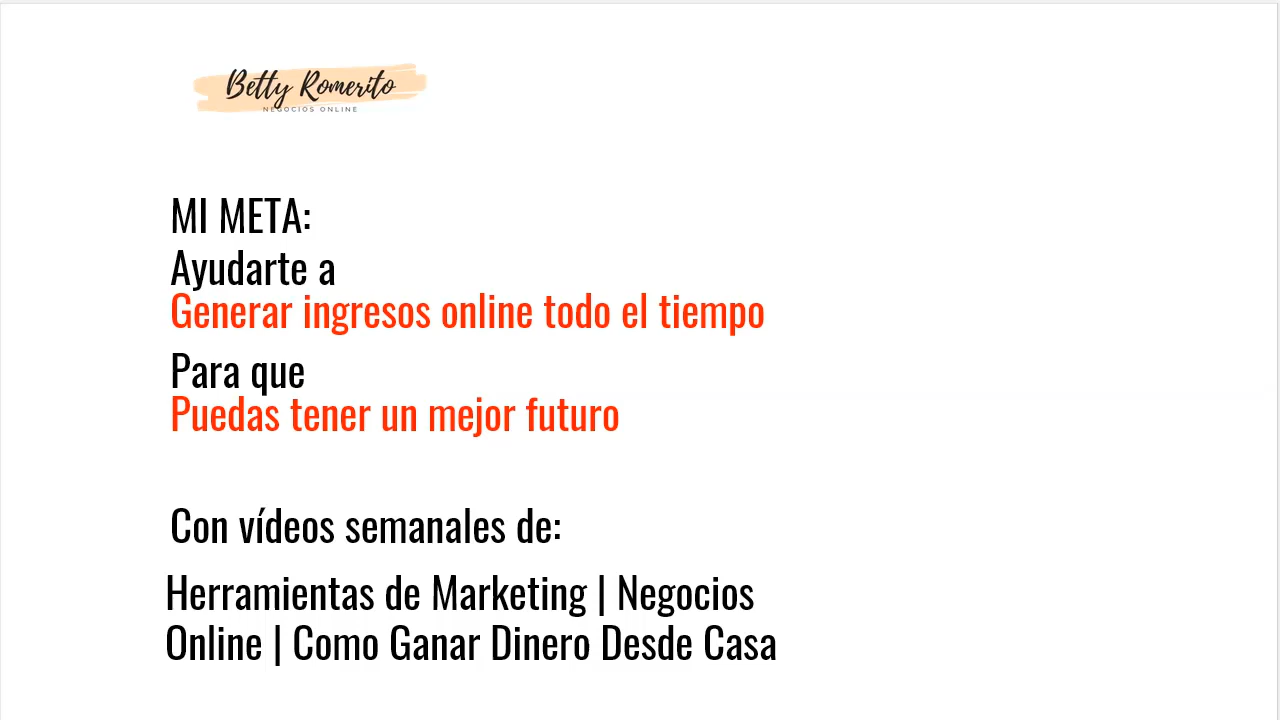 Betty Romerito
NEGOCIOS ONLINE
MI META:
Ayudarte a
Generar ingresos online todo el tiempo
Para que
Puedas tener un mejor futuro
Con vídeos semanales de:
Herramientas de Marketing | Negocios
Online | Como Ganar Dinero Desde Casa